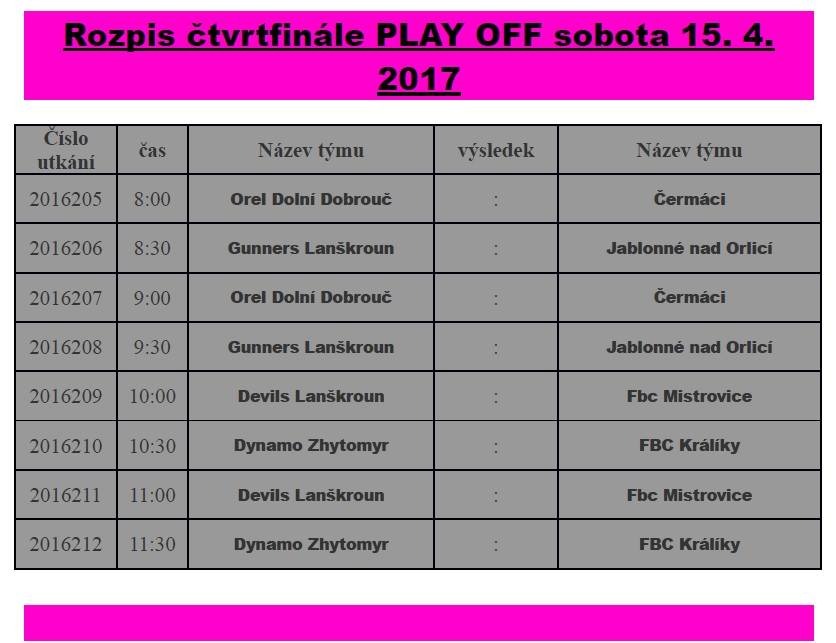 Rozpis čtvrtfinále PLAY OFF sobota 15. 4.
2017
Číslo utkání čas Název týmu výsledek Název týmu
2016205 8:00 Orel Dolní Dobrouč : Čermáci
2016206 8:30 Gunners Lanškroun : Jablonné nad Orlicí
2016207 9:00 Orel Dolní Dobrouč : Čermáci
2016208 9:30 Gunners Lanškroun : Jablonné nad Orlicí
2016209 10:00 Devils Lanškroun : Fbc Mistrovice
2016210 10:30 Dynamo Zhytomyr : FBC Králíky
2016211 11:00 Devils Lanškroun : Fbc Mistrovice
2016212 11:30 Dynamo Zhytomyr : FBC Králíky